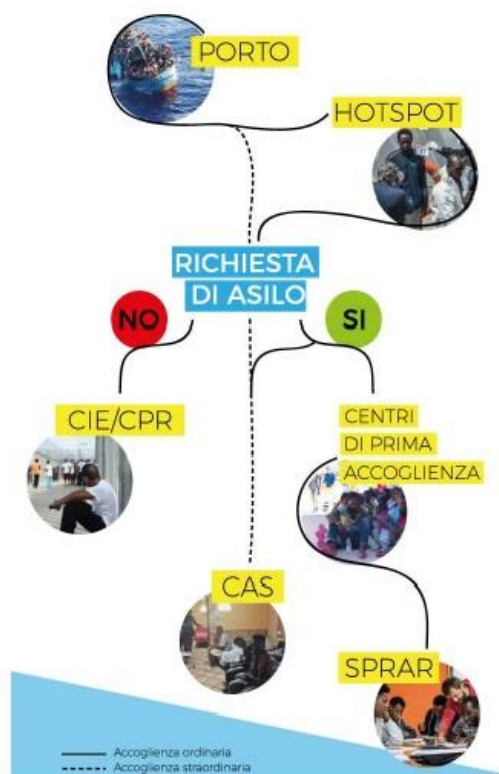 PORTO
HOTSPOT
RICHIESTA
DI ASILO
NO
SI
CIE/CPR
CENTRI
DI PRIMA
ACCOGLIENZA
CAS
SPRAR
Accoglienza ordinaria
Accoglienza straordinaria